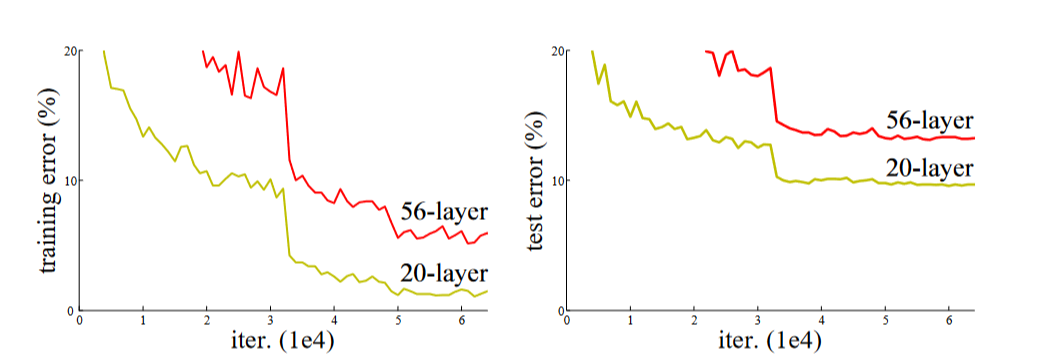 training error (%)
20
10
0
56-layer
20-layer
0 1 2 3 4 5 6
iter. (1e4)
test error (%)
20
10
0
56-layer
20-layer
0 1 2 3 4 5 6
iter. (1e4)